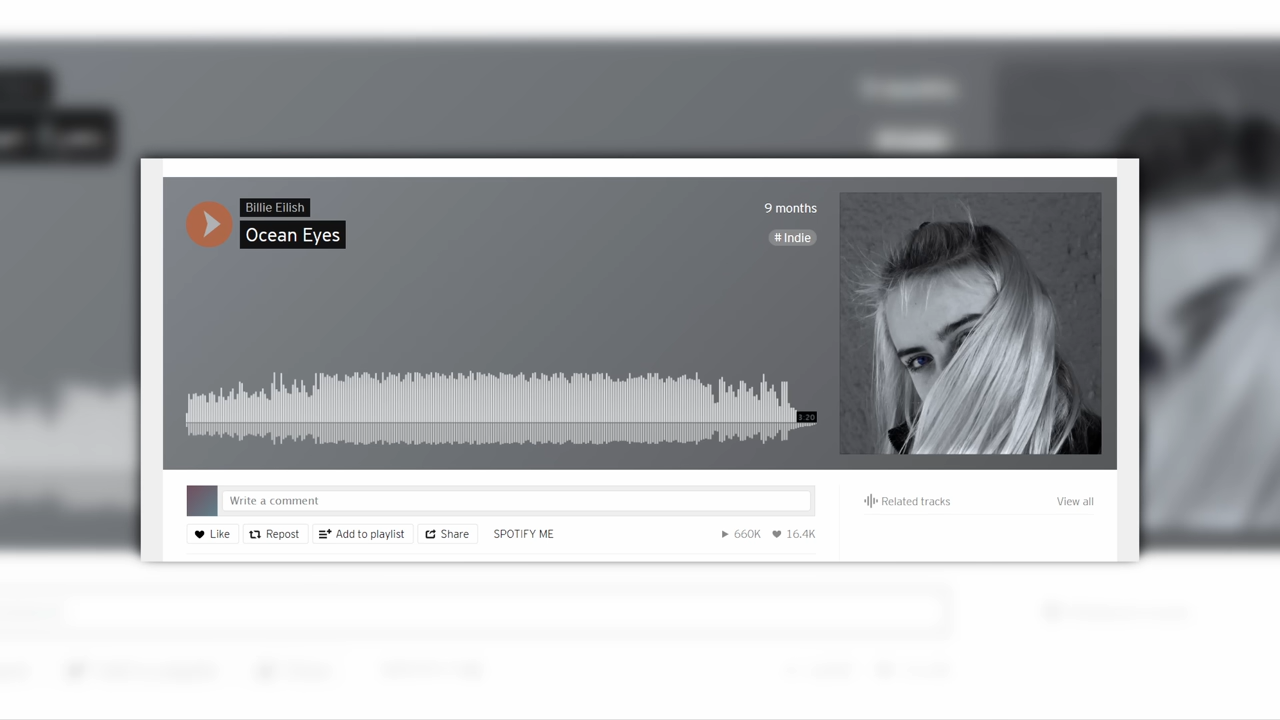 Billie Eilish
Ocean Eyes
9 months
# Indie
3:20
Write a comment
Like
Repost
Add to playlist
Share
SPOTIFY ME
660K
16.4K
Related tracks
View all